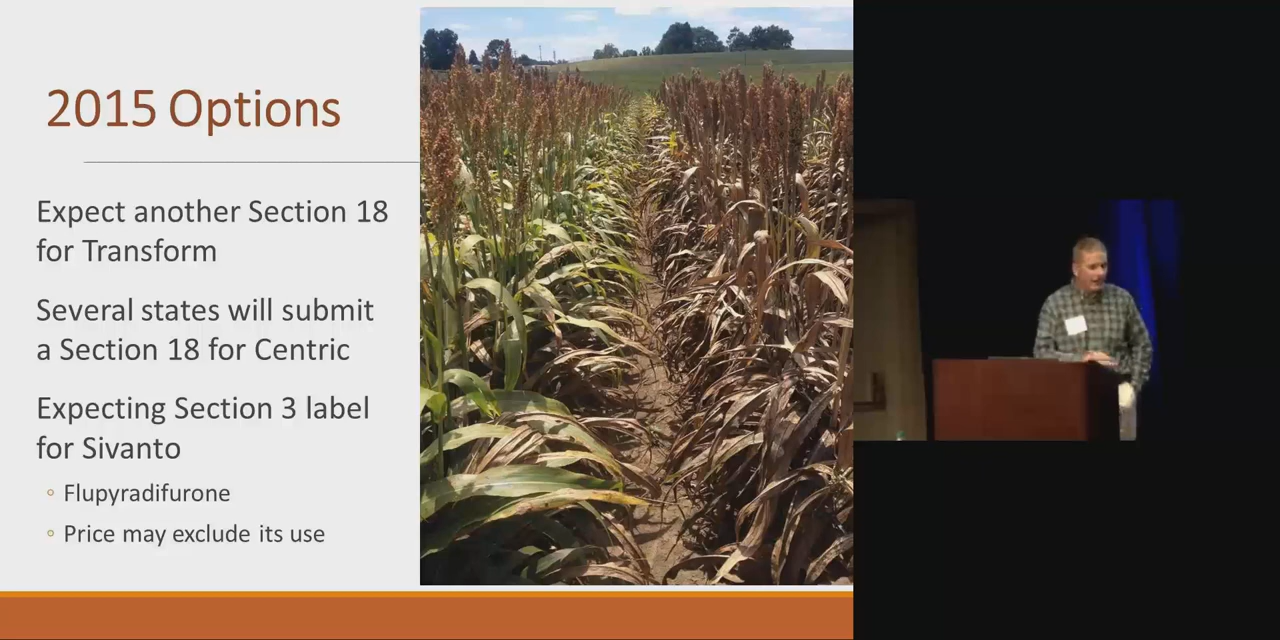 2015 Options
Expect another Section 18
for Transform
Several states will submit
a Section 18 for Centric
Expecting Section 3 label
for Sivanto
Flupyradifurone
Price may exclude its use